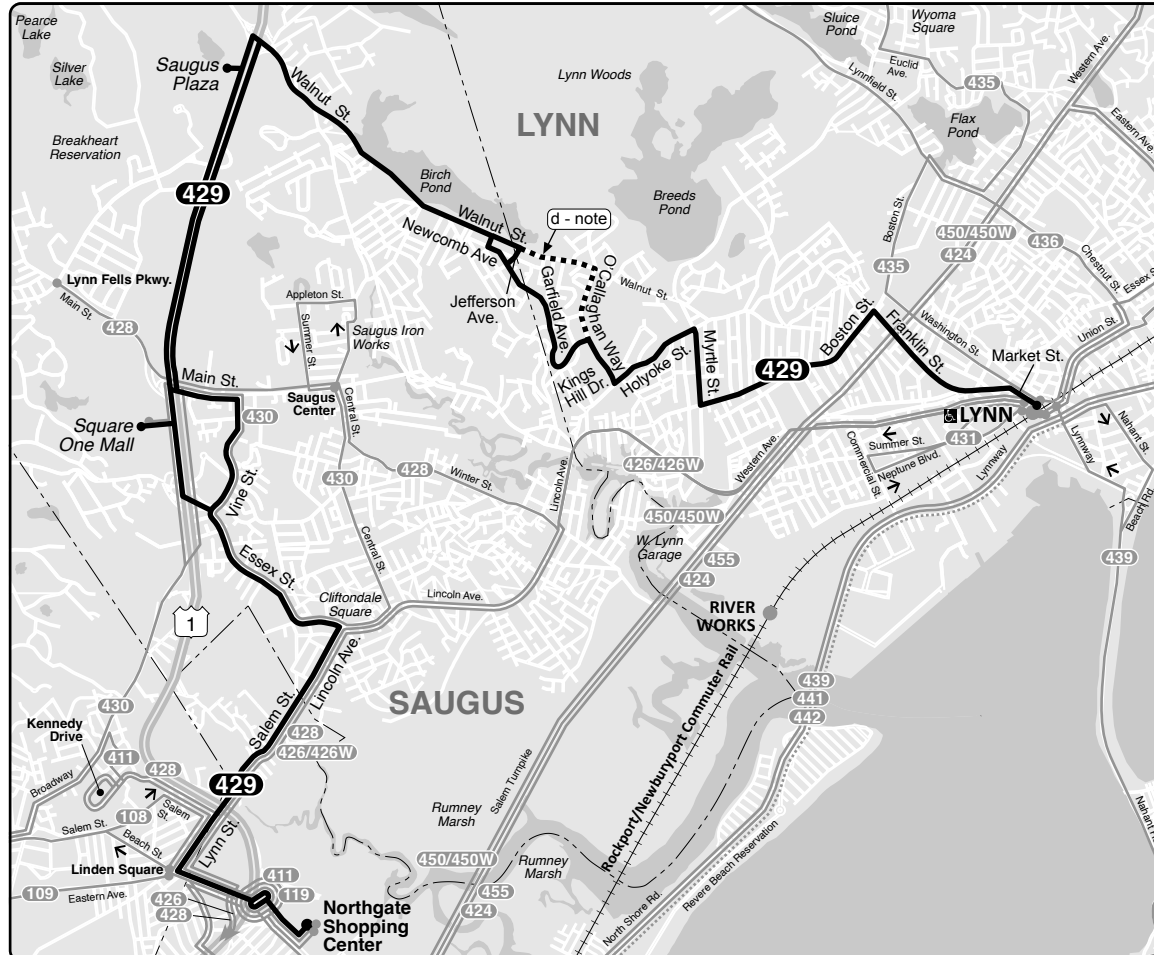 Pearce
Lake
Silver
Lake
Breakheart
Reservation
Saugus
Plaza
Walnut St.
Lynn Woods
LYNN
Sluice
Pond
Wyoma
Square
Euclid
Ave.
Lynnfield St.
435
Flax
Pond
Western Ave.
Eastern Ave.
429
Birch
Pond
Breeds
Pond
Walnut St.
Newcomb Ave
d - note
Boston St.
450/450W
424
436
Chestnut St.
Essex St.
435
Lynn Fells Pkwy.
Main St.
428
Appleton St.
Summer St.
Saugus Iron
Works
Jefferson
Ave.
Garfield Ave.
O'Callaghan Way
Walnut St.
Washington St.
Union St.
Main St.
Saugus
Center
Central St.
Kings
Hill Dr.
Holyoke St.
Myrtle St.
429
Boston St.
Franklin St.
Market St.
LYNN
430
Square
One Mall
Vine St.
430
428
Winter St.
Lincoln Ave.
426/426W
Western Ave.
Summer St.
431
Commercial St.
Neptune Blvd.
Lynnway
Lynnway
Nahant St.
Beach Rd.
439
Essex St.
Central St.
450/450W
W. Lynn
Garage
455
424
Cliftondale
Square
Lincoln Ave.
RIVER
WORKS
1
SAUGUS
Salem St.
Lincoln Ave.
428
426/426W
439
441
442
430
Kennedy
Drive
411
428
Broadway
429
Rockport/Newburyport Commuter Rail
Salem Turnpike
108
Salem
St.
Salem St.
Beach St.
Lynn St.
Rumney
Marsh
Nahant R
Linden Square
450/450W
Rumney
Marsh
Revere Beach Reservation
109
Eastern Ave.
411
119
426
428
455
424
North Shore Rd.
Northgate
Shopping
Center